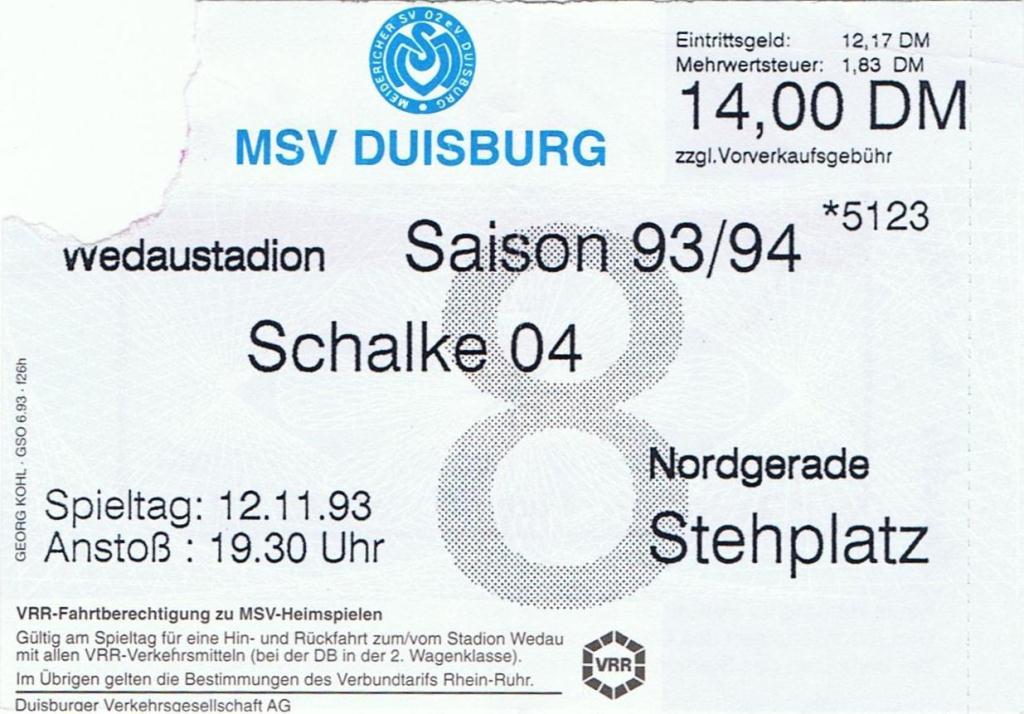 MEIDERICHER SV 02 e.V. DUISBURG
MSV
MSV DUISBURG
Eintrittsgeld: 12,17 DM
Mehrwertsteuer: 1,83 DM
14,00 DM
zzgl.Vorverkaufsgebühr
*5123
Wedaustadion
Saison 93/94
Schalke 04
8
Nordgerade
Stehplatz
Spieltag: 12.11.93
Anstoß : 19.30 Uhr
GEORG KOHL · GSO 6.93 · f26h
VRR-Fahrtberechtigung zu MSV-Heimspielen
Gültig am Spieltag für eine Hin- und Rückfahrt zum/vom Stadion Wedau
mit allen VRR-Verkehrsmitteln (bei der DB in der 2. Wagenklasse).
Im Übrigen gelten die Bestimmungen des Verbundtarifs Rhein-Ruhr.
Duisburger Verkehrsgesellschaft AG
VRR